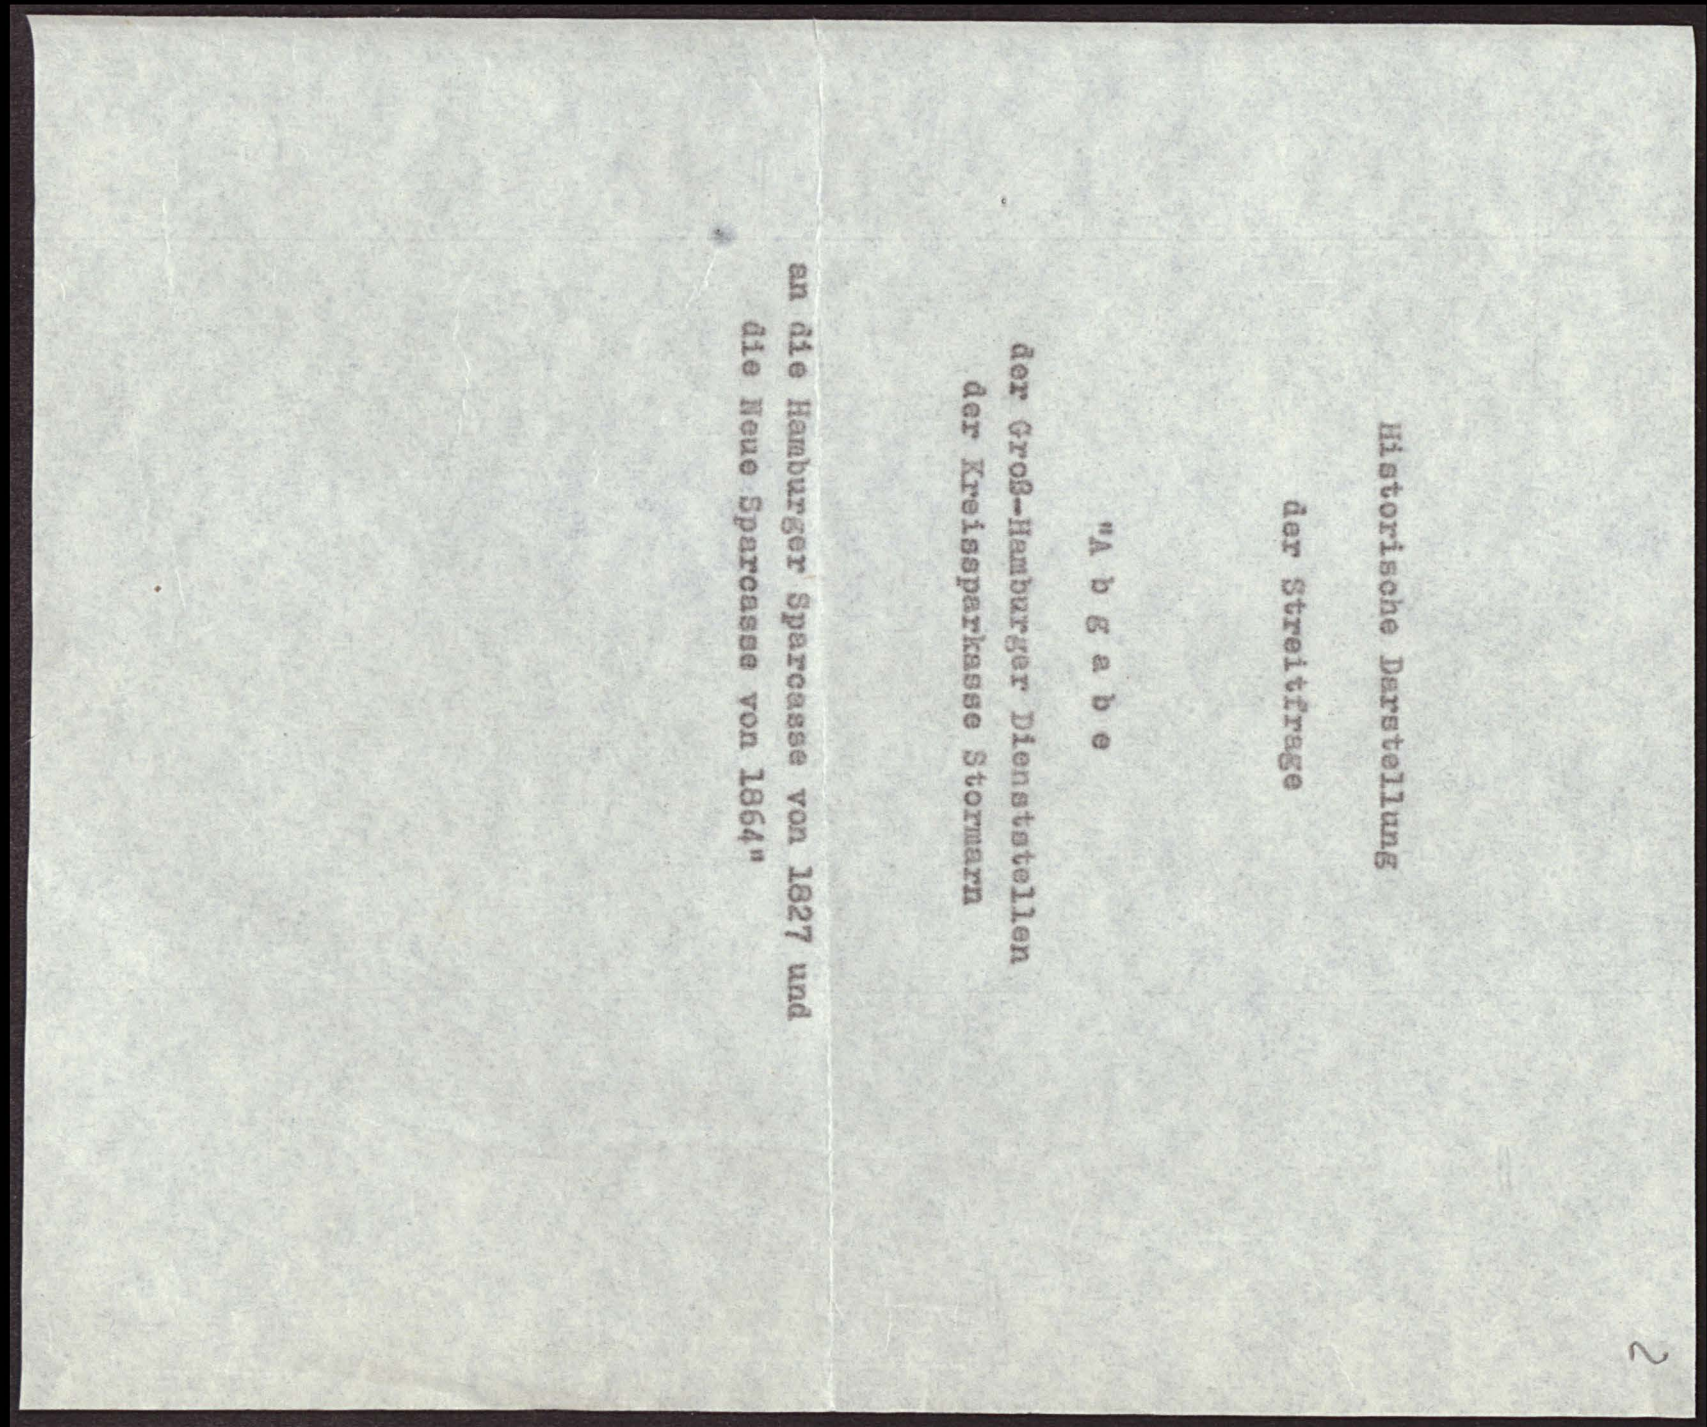 2
Historische Darstellung
der Streitfrage
"A b g a b e
der Groß-Hamburger Dienststellen
der Kreissparkasse Stormarn
an die Hamburger Sparcasse von 1827 und
die Neue Sparcasse von 1864"